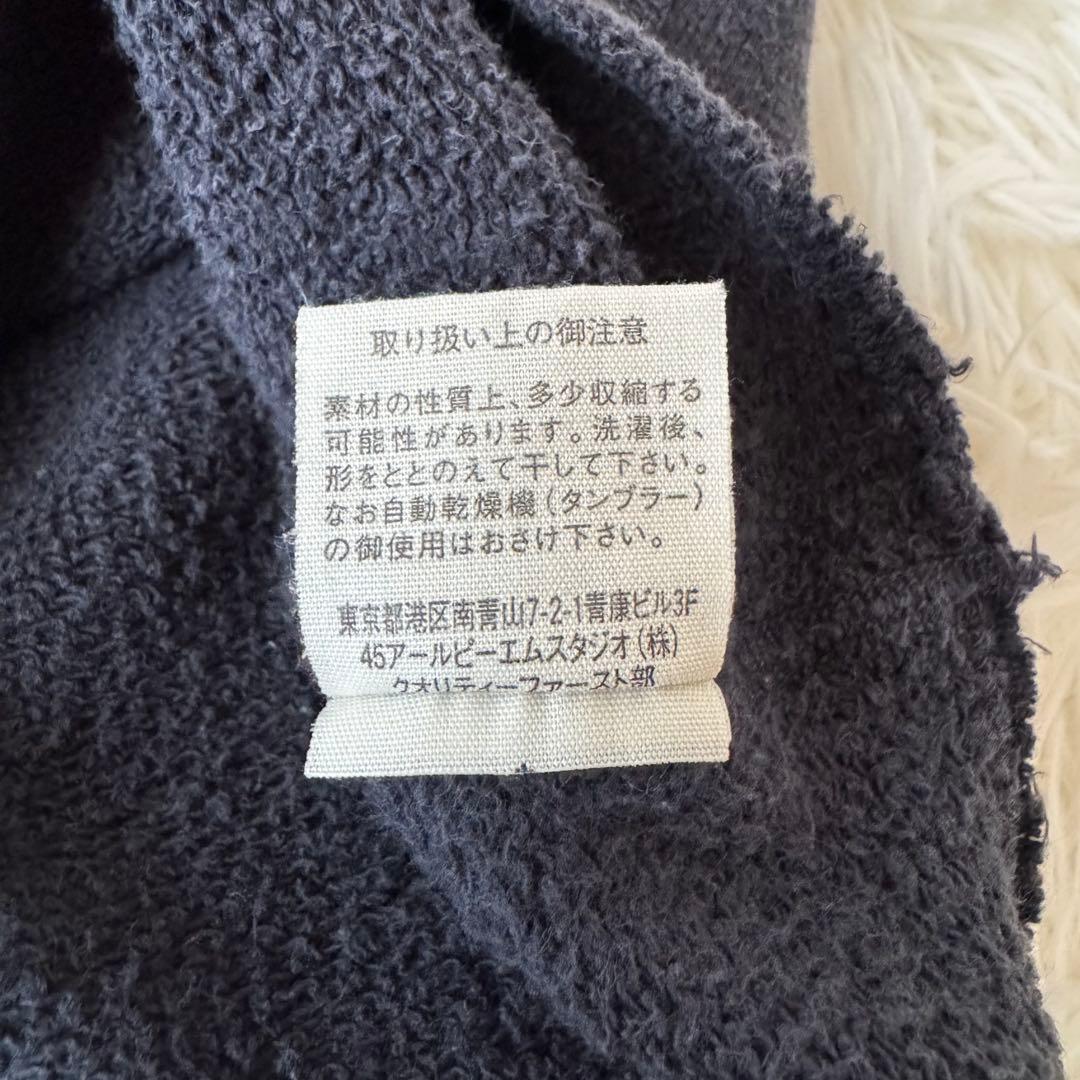 取り扱い上の御注意
素材の性質上、多少収縮する
可能性があります。洗濯後、
形をととのえて干して下さい。
なお自動乾燥機(タンブラー)
の御使用はおさけ下さい。
東京都港区南青山7-2-1青康ビル3F
45アールピーエムスタジオ(株)
クオリティーファースト部